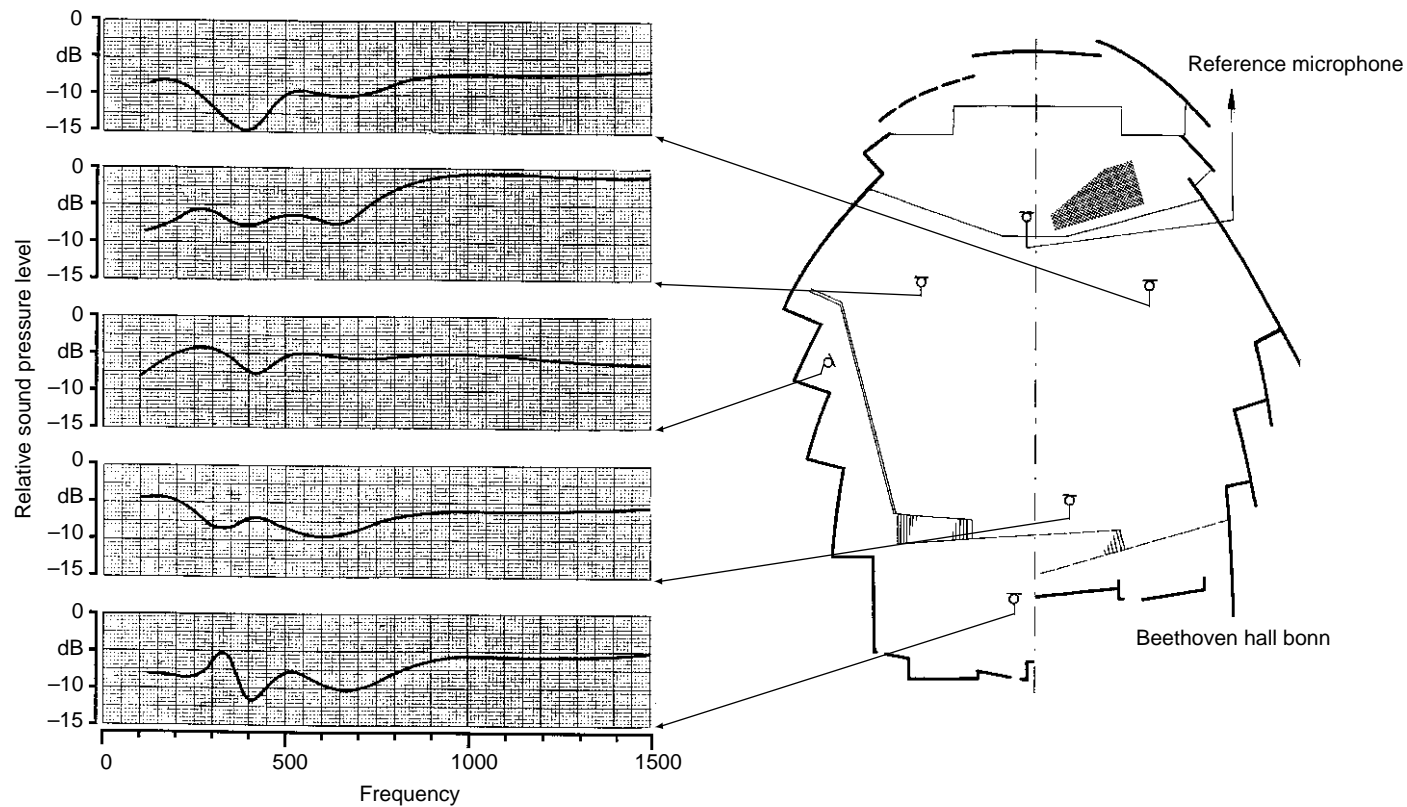 Relative sound pressure level
0
dB
–10
–15
0
dB
–10
–15
0
dB
–10
–15
0
dB
–10
–15
0
dB
–10
–15
0 500 1000 1500
Frequency
Reference microphone
Beethoven hall bonn